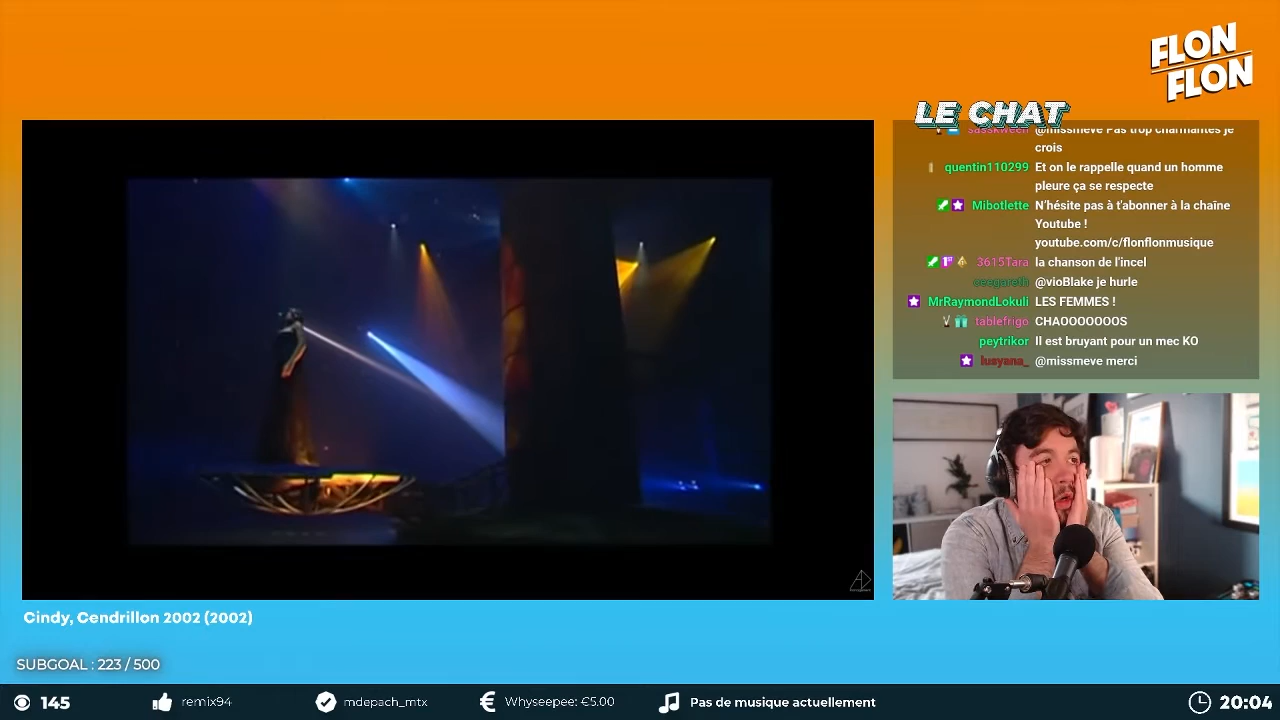 FLON
FLON
LE CHAT
sasskween @missmeve Pas trop charmantes je
crois
quentin110299 Et on le rappelle quand un homme
pleure ça se respecte
Mibotlette N'hésite pas à t'abonner à la chaîne
Youtube !
youtube.com/c/flonflonmusique
3615Tara la chanson de l'incel
@vioBlake je hurle
MrRaymondLokuli LES FEMMES !
tablefrigo CHAOOOOOOS
peytrikor Il est bruyant pour un mec KO
@missmeve merci
Cindy, Cendrillon 2002 (2002)
SUBGOAL : 223 / 500
145 remix94 mdepach_mtx € Whyseepee: €5.00 Pas de musique actuellement 20:04